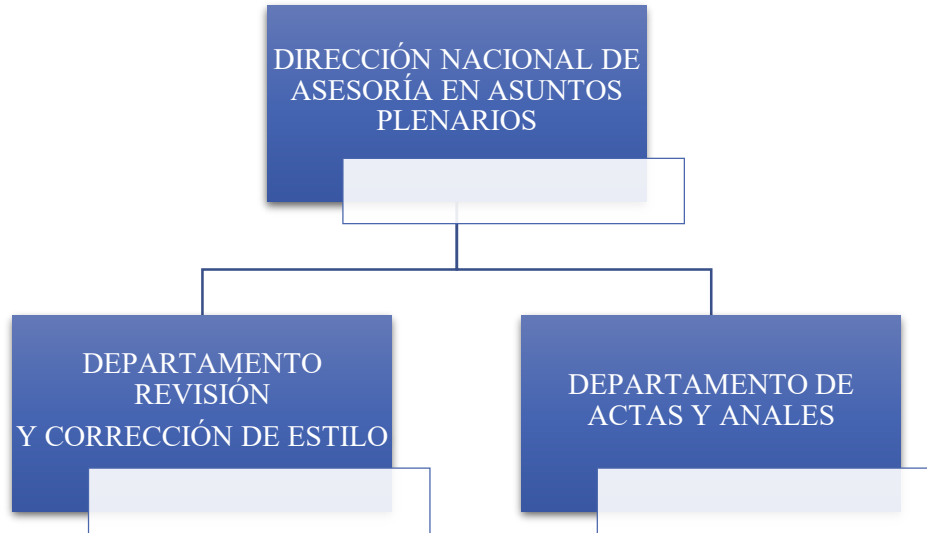 DIRECCIÓN NACIONAL DE
ASESORÍA EN ASUNTOS
PLENARIOS
DEPARTAMENTO
REVISIÓN
Y CORRECCIÓN DE ESTILO
DEPARTAMENTO DE
ACTAS Y ANALES